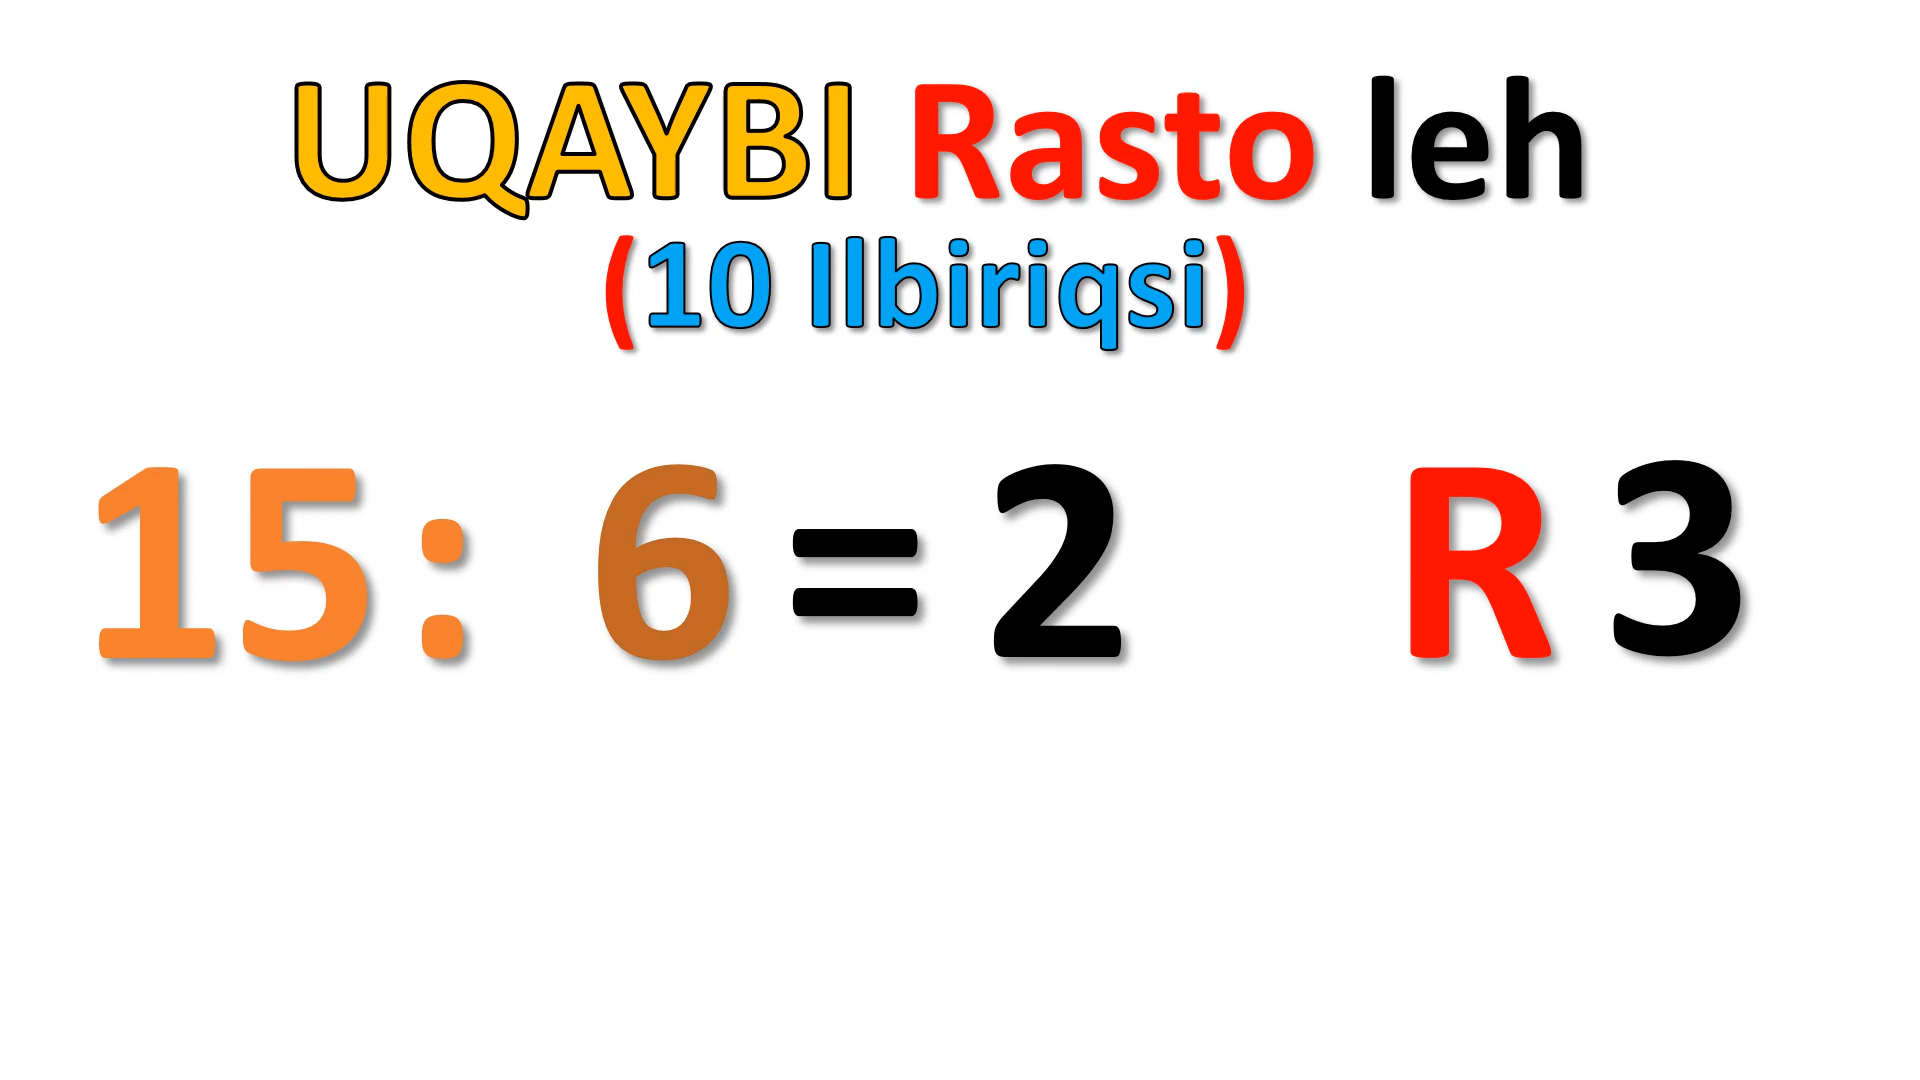 UQAYBI Rasto leh
(10 Ilbiriqsi)
15: 6 = 2 R 3